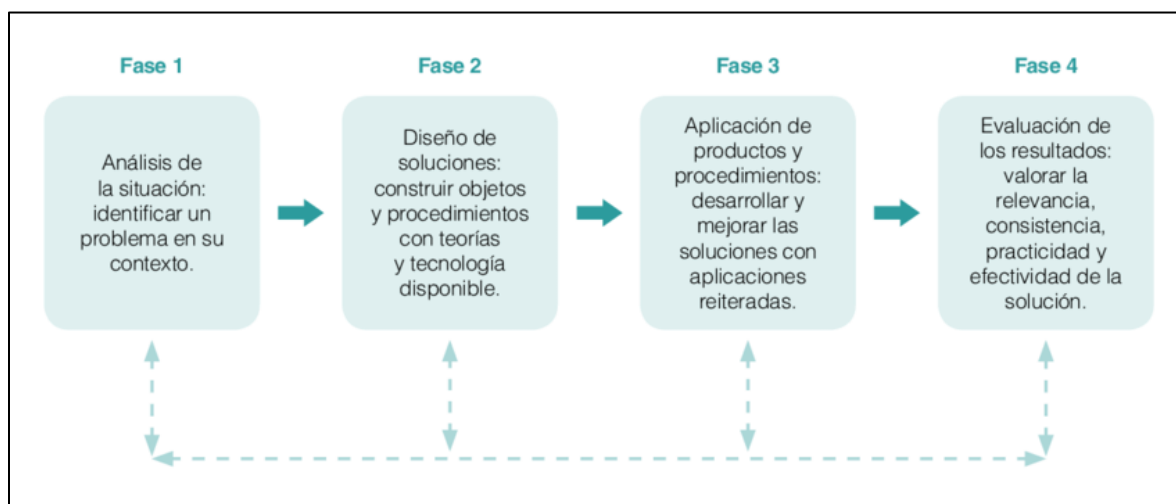 Fase 1
Análisis de
la situación:
identificar un
problema en su
contexto.
Fase 2
Diseño de
soluciones:
construir objetos
y procedimientos
con teorías
y tecnología
disponible.
Fase 3
Aplicación de
productos y
procedimientos:
desarrollar y
mejorar las
soluciones con
aplicaciones
reiteradas.
Fase 4
Evaluación de
los resultados:
valorar la
relevancia,
consistencia,
practicidad y
efectividad de la
solución.